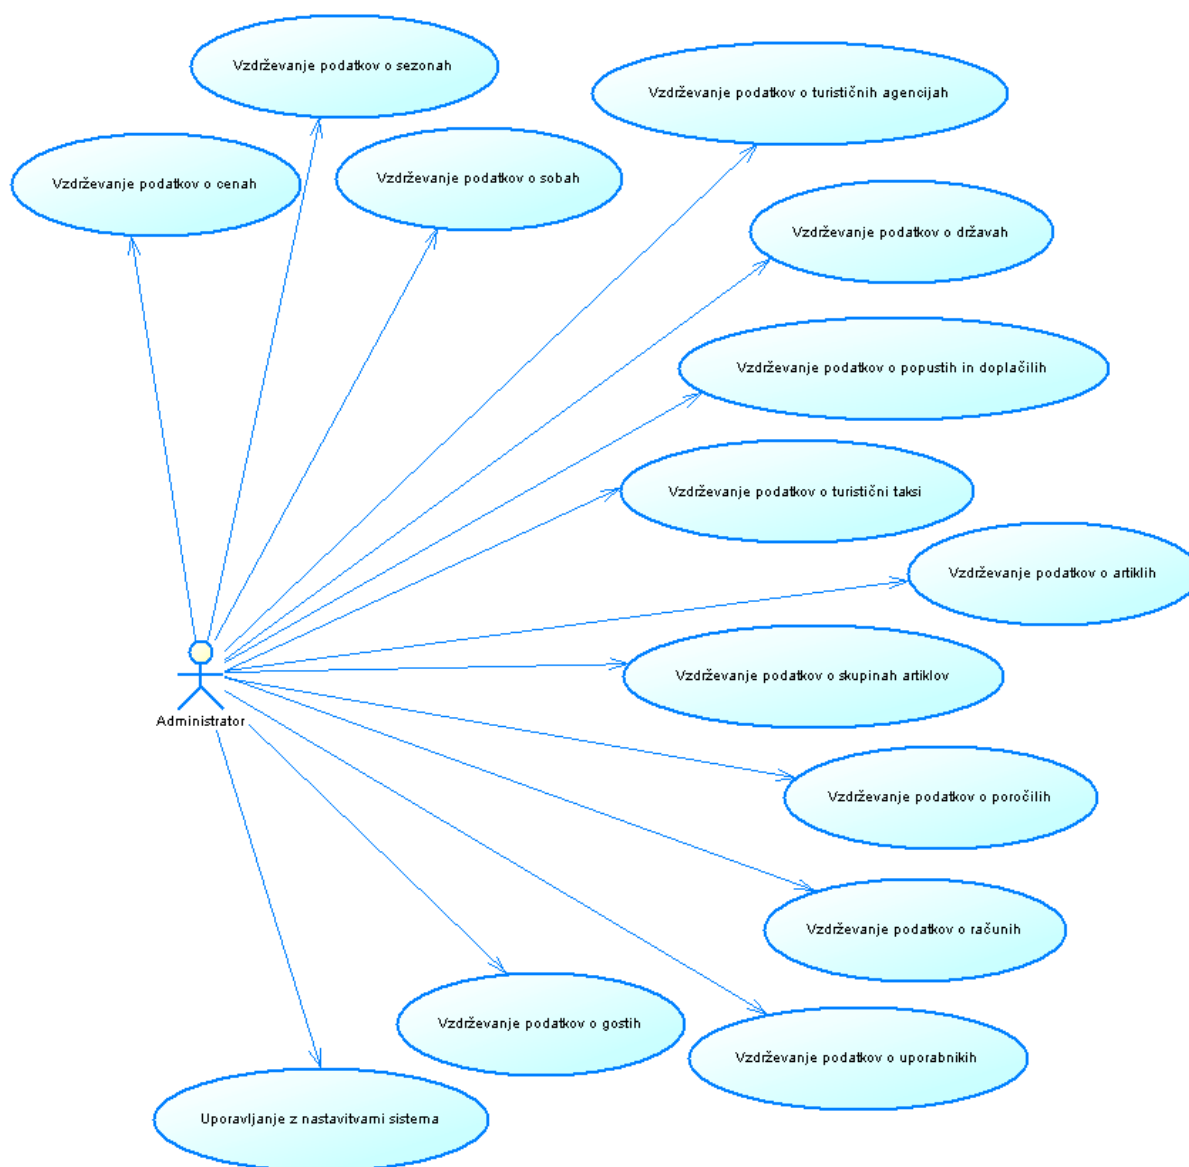 Vzdrževanje podatkov o sezonah
Vzdrževanje podatkov o turističnih agencijah
Vzdrževanje podatkov o cenah
Vzdrževanje podatkov o sobah
Vzdrževanje podatkov o državah
Vzdrževanje podatkov o popustih in doplačilih
Vzdrževanje podatkov o turistični taksi
Vzdrževanje podatkov o artiklih
Vzdrževanje podatkov o skupinah artiklov
Administrator
Vzdrževanje podatkov o poročilih
Vzdrževanje podatkov o računih
Vzdrževanje podatkov o gostih
Vzdrževanje podatkov o uporabnikih
Uporavljanje z nastavitvami sistema